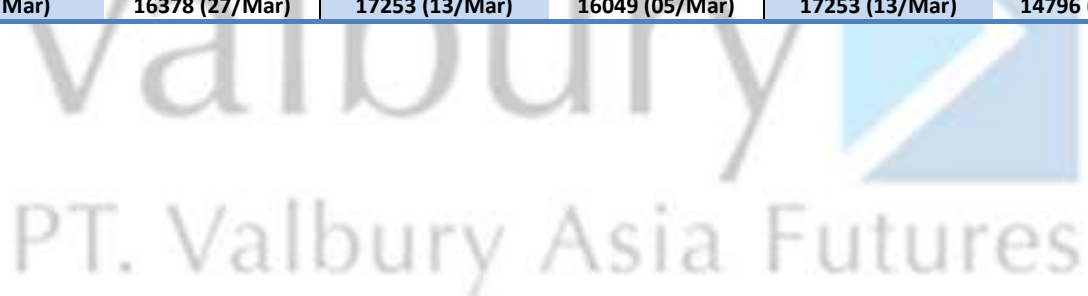 Mar) 16378 (27/Mar) 17253 (13/Mar) 16049 (05/Mar) 17253 (13/Mar) 14796 (
Valbury
PT. Valbury Asia Futures